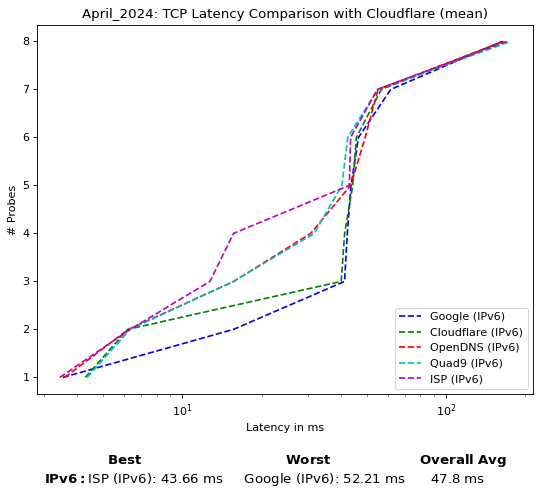 April_2024: TCP Latency Comparison with Cloudflare (mean)
8
7
6
5
4
3
2
1
# Probes
Google (IPv6)
Cloudflare (IPv6)
OpenDNS (IPv6)
Quad9 (IPv6)
ISP (IPv6)
10¹ 10²
Latency in ms
Best Worst Overall Avg
IPv6: ISP (IPv6): 43.66 ms Google (IPv6): 52.21 ms 47.8 ms